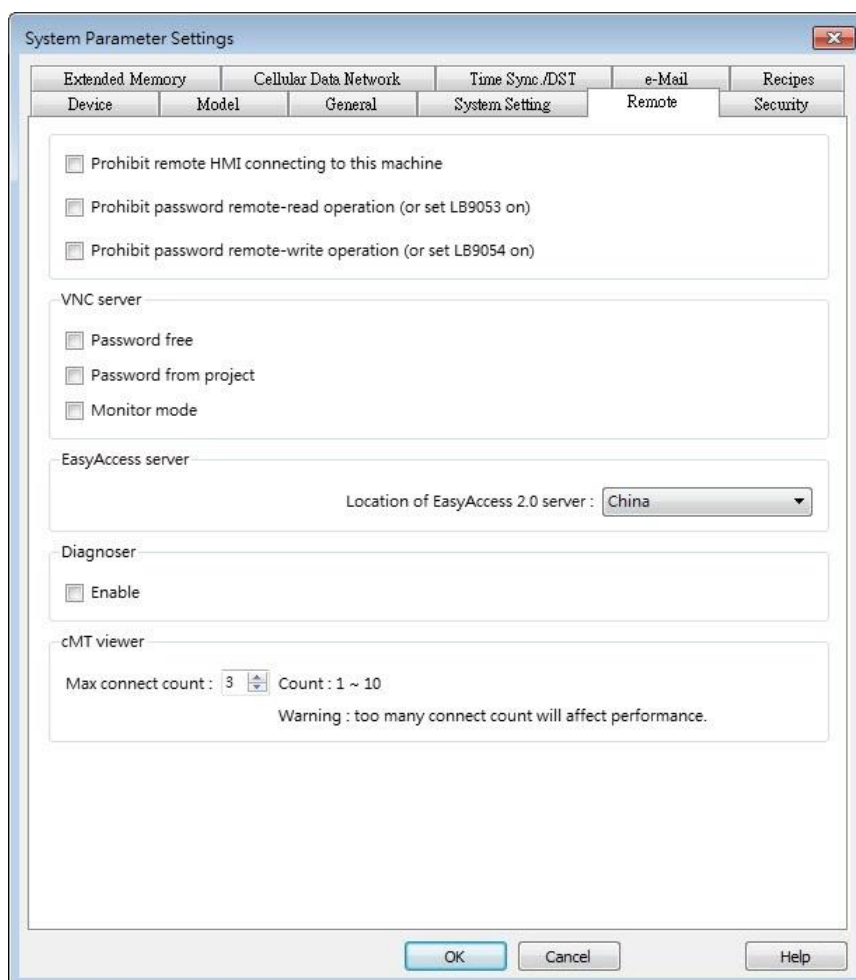 System Parameter Settings
Extended Memory Cellular Data Network Time Sync./DST e-Mail Recipes
Device Model General System Setting Remote Security
Prohibit remote HMI connecting to this machine
Prohibit password remote-read operation (or set LB9053 on)
Prohibit password remote-write operation (or set LB9054 on)
VNC server
Password free
Password from project
Monitor mode
EasyAccess server
Location of EasyAccess 2.0 server : China
Diagnoser
Enable
cMT viewer
Max connect count : 3 Count : 1 ~ 10
Warning : too many connect count will affect performance.
OK Cancel Help